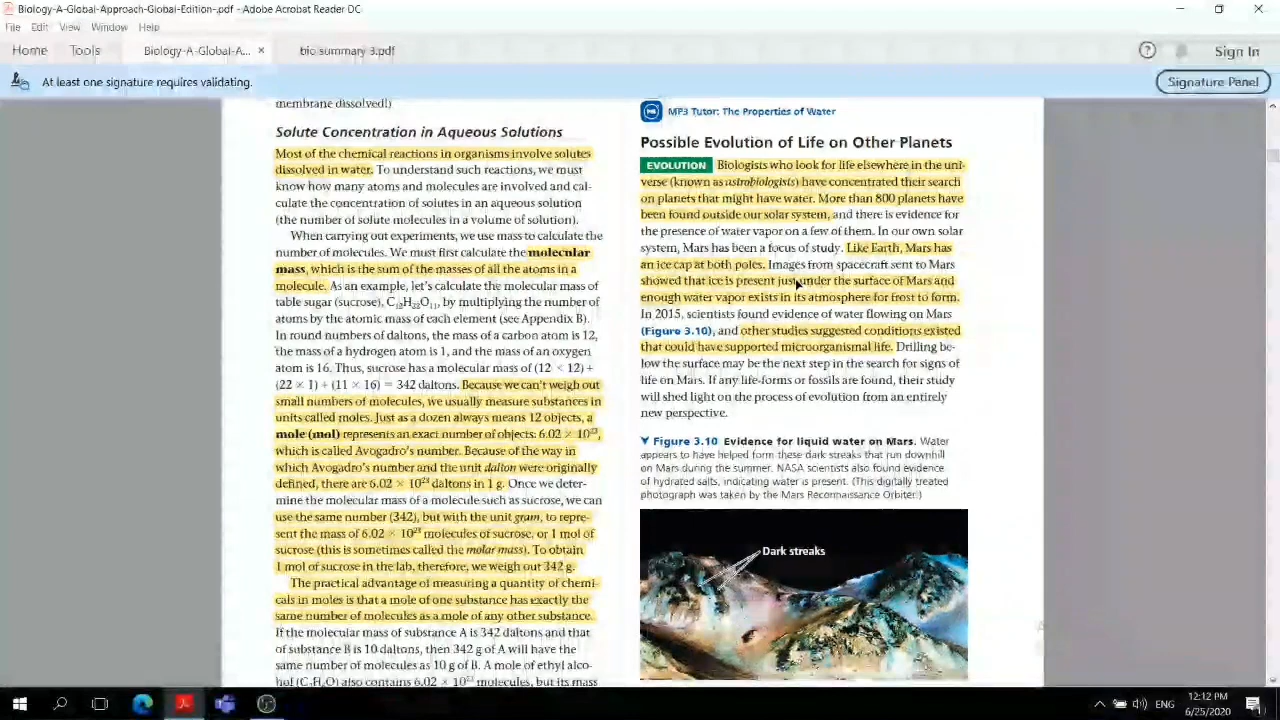 Biology-A-Global-Approach-Global-Edition-.pdf - Adobe Acrobat Reader DC
File Edit View Window Help
Home Tools Biology-A-Global-A... × bio summary 3.pdf ? Sign In
At least one signature requires validating. Signature Panel
membrane dissolved!)
Solute Concentration in Aqueous Solutions
Most of the chemical reactions in organisms involve solutes
dissolved in water. To understand such reactions, we must
know how many atoms and molecules are involved and cal-
culate the concentration of solutes in an aqueous solution
(the number of solute molecules in a volume of solution).
When carrying out experiments, we use mass to calculate the
number of molecules. We must first calculate the molecular
mass, which is the sum of the masses of all the atoms in a
molecule. As an example, let's calculate the molecular mass of
table sugar (sucrose), C₁₂H₂₂O₁₁, by multiplying the number of
atoms by the atomic mass of each element (see Appendix B).
In round numbers of daltons, the mass of a carbon atom is 12,
the mass of a hydrogen atom is 1, and the mass of an oxygen
atom is 16. Thus, sucrose has a molecular mass of (12 × 12) +
(22 × 1) + (11 × 16) = 342 daltons. Because we can't weigh out
small numbers of molecules, we usually measure substances in
units called moles. Just as a dozen always means 12 objects, a
mole (mol) represents an exact number of objects: 6.02 × 10²³,
which is called Avogadro's number. Because of the way in
which Avogadro's number and the unit dalton were originally
defined, there are 6.02 × 10²³ daltons in 1 g. Once we deter-
mine the molecular mass of a molecule such as sucrose, we can
use the same number (342), but with the unit gram, to repre-
sent the mass of 6.02 × 10²³ molecules of sucrose, or 1 mol of
sucrose (this is sometimes called the molar mass). To obtain
1 mol of sucrose in the lab, therefore, we weigh out 342 g.
The practical advantage of measuring a quantity of chemi-
cals in moles is that a mole of one substance has exactly the
same number of molecules as a mole of any other substance.
If the molecular mass of substance A is 342 daltons and that
of substance B is 10 daltons, then 342 g of A will have the
same number of molecules as 10 g of B. A mole of ethyl alco-
hol (C₂H₆O) also contains 6.02 × 10²³ molecules, but its mass
MP3 Tutor: The Properties of Water
Possible Evolution of Life on Other Planets
EVOLUTION Biologists who look for life elsewhere in the uni-
verse (known as astrobiologists) have concentrated their search
on planets that might have water. More than 800 planets have
been found outside our solar system, and there is evidence for
the presence of water vapor on a few of them. In our own solar
system, Mars has been a focus of study. Like Earth, Mars has
an ice cap at both poles. Images from spacecraft sent to Mars
showed that ice is present just under the surface of Mars and
enough water vapor exists in its atmosphere for frost to form.
In 2015, scientists found evidence of water flowing on Mars
(Figure 3.10), and other studies suggested conditions existed
that could have supported microorganismal life. Drilling be-
low the surface may be the next step in the search for signs of
life on Mars. If any life-forms or fossils are found, their study
will shed light on the process of evolution from an entirely
new perspective.
Figure 3.10 Evidence for liquid water on Mars. Water
appears to have helped form these dark streaks that run downhill
on Mars during the summer. NASA scientists also found evidence
of hydrated salts, indicating water is present. (This digitally treated
photograph was taken by the Mars Reconnaissance Orbiter.)
Dark streaks
ENG 12:12 PM
6/25/2020